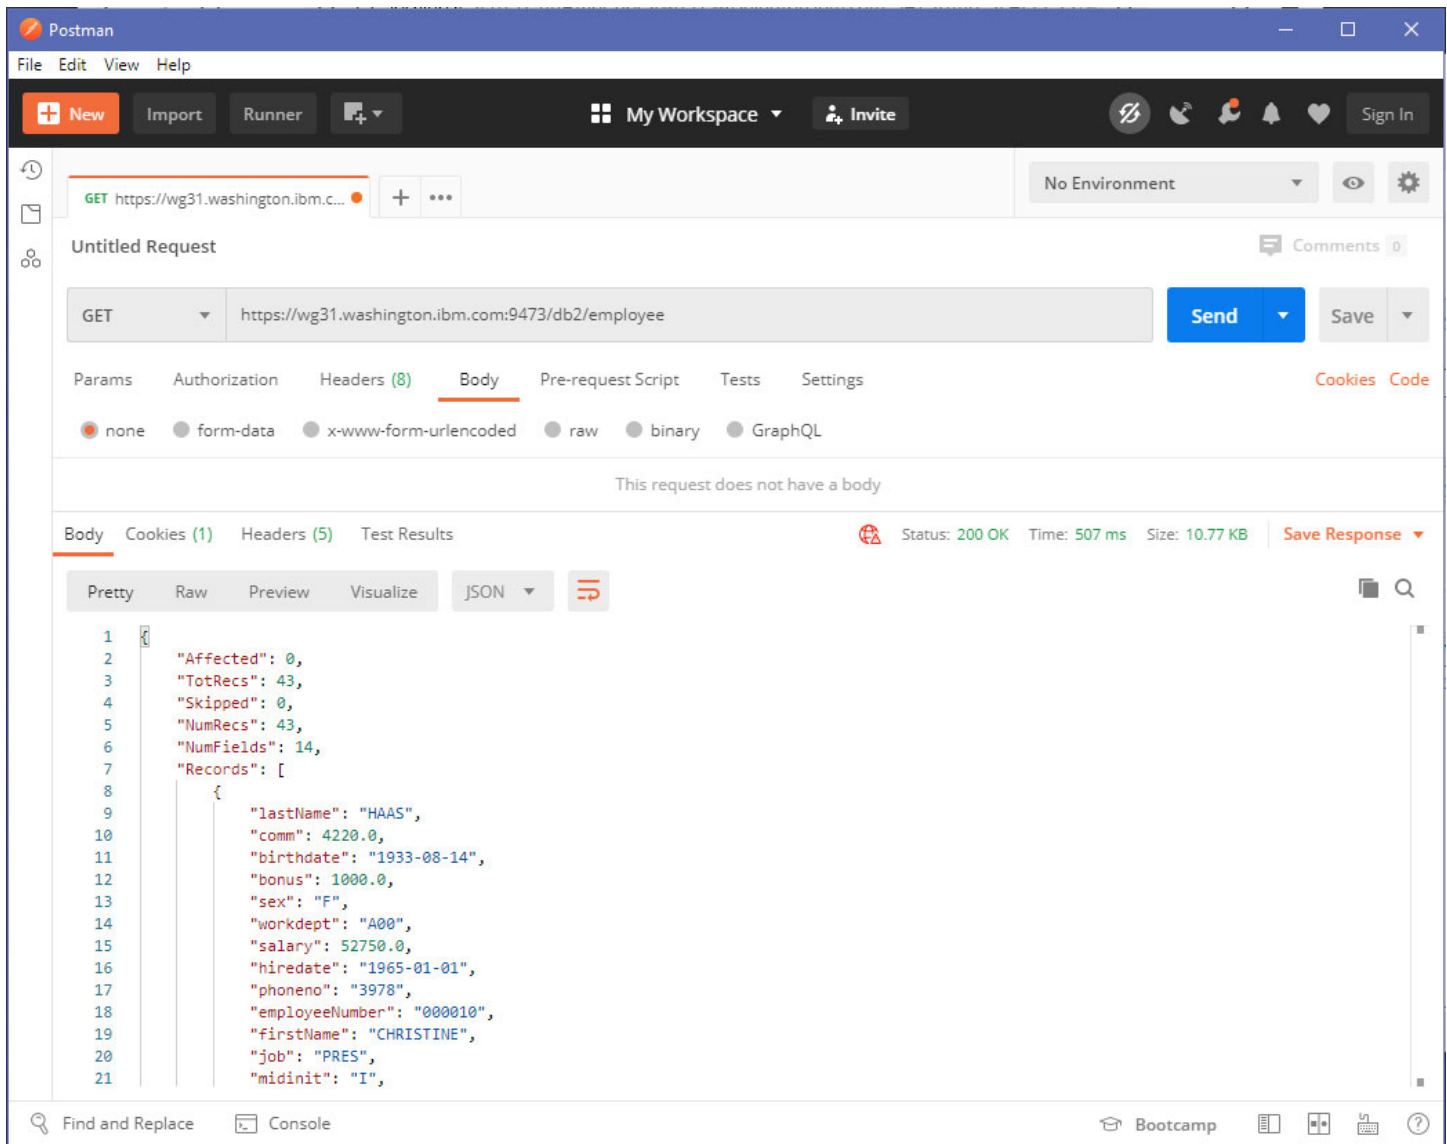 Postman
File Edit View Help
New Import Runner My Workspace Invite Sign In
GET https://wg31.washington.ibm.c... No Environment
Untitled Request Comments 0
GET https://wg31.washington.ibm.com:9473/db2/employee Send Save
Params Authorization Headers (8) Body Pre-request Script Tests Settings Cookies Code
none form-data x-www-form-urlencoded raw binary GraphQL
This request does not have a body
Body Cookies (1) Headers (5) Test Results Status: 200 OK Time: 507 ms Size: 10.77 KB Save Response
Pretty Raw Preview Visualize JSON
1 {
2 "Affected": 0,
3 "TotRecs": 43,
4 "Skipped": 0,
5 "NumRecs": 43,
6 "NumFields": 14,
7 "Records": [
8 {
9 "lastName": "HAAS",
10 "comm": 4220.0,
11 "birthdate": "1933-08-14",
12 "bonus": 1000.0,
13 "sex": "F",
14 "workdept": "A00",
15 "salary": 52750.0,
16 "hiredate": "1965-01-01",
17 "phoneno": "3978",
18 "employeeNumber": "000010",
19 "firstName": "CHRISTINE",
20 "job": "PRES",
21 "midinit": "I",
Find and Replace Console Bootcamp